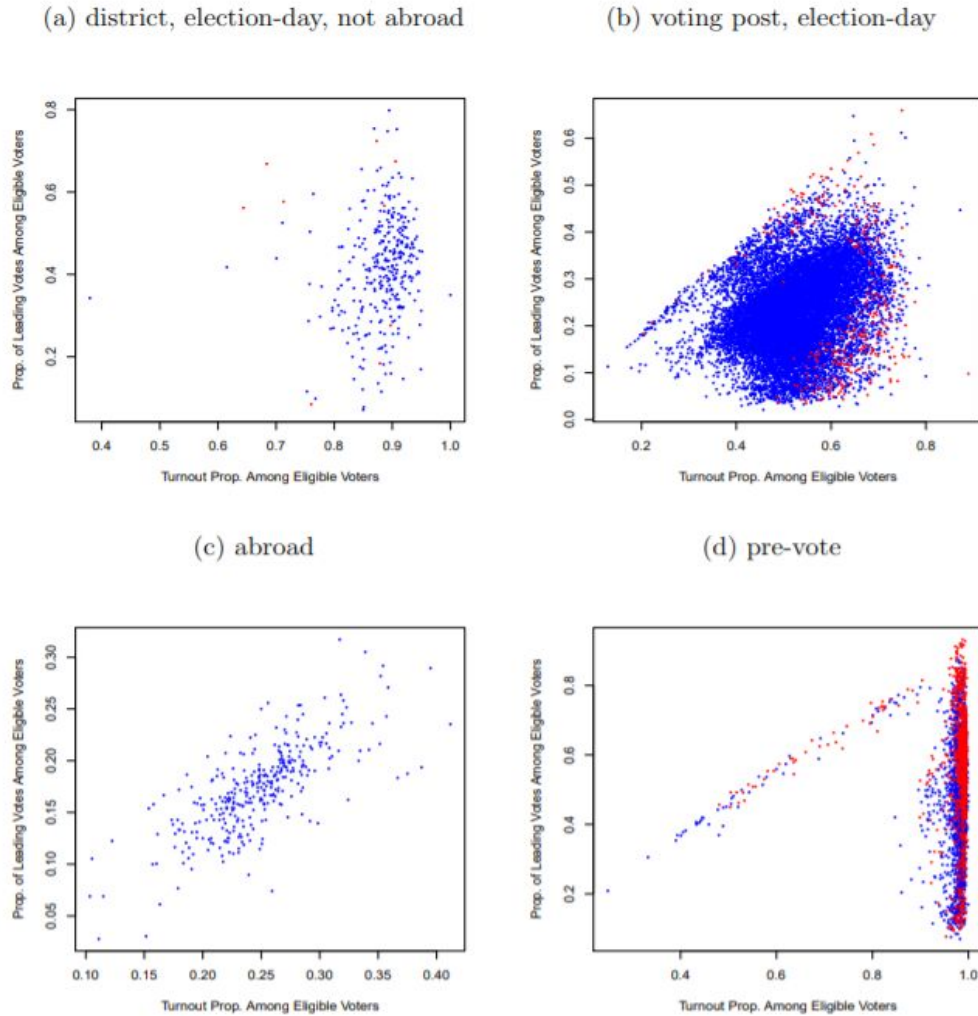 (a) district, election-day, not abroad
(b) voting post, election-day
Prop. of Leading Votes Among Eligible Voters
0.8
0.6
0.4
0.2
0.4 0.5 0.6 0.7 0.8 0.9 1.0
Turnout Prop. Among Eligible Voters
Prop. of Leading Votes Among Eligible Voters
0.6
0.5
0.4
0.3
0.2
0.1
0.0
0.2 0.4 0.6 0.8
Turnout Prop. Among Eligible Voters
(c) abroad
(d) pre-vote
Prop. of Leading Votes Among Eligible Voters
0.30
0.25
0.20
0.15
0.10
0.05
0.10 0.15 0.20 0.25 0.30 0.35 0.40
Turnout Prop. Among Eligible Voters
Prop. of Leading Votes Among Eligible Voters
0.8
0.6
0.4
0.2
0.4 0.6 0.8 1.0
Turnout Prop. Among Eligible Voters